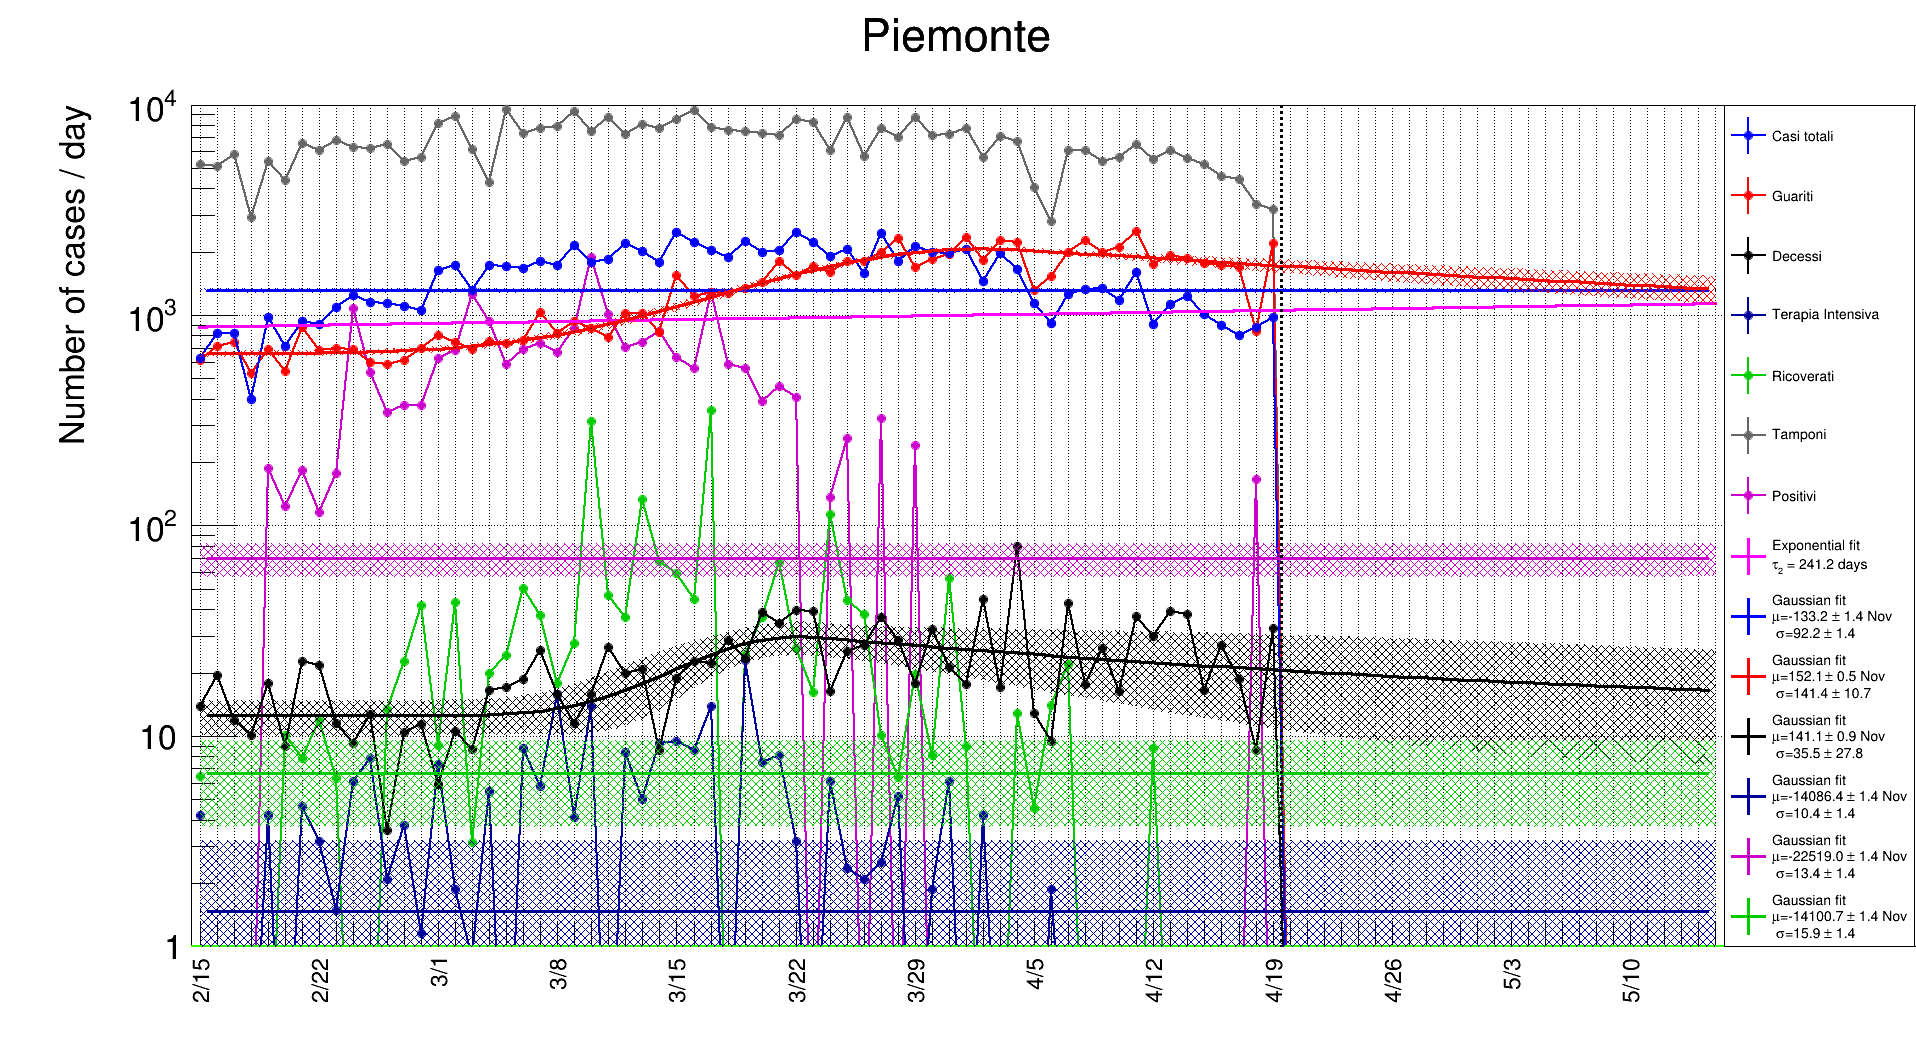 Piemonte
Number of cases / day
10^4
10^3
10^2
10
1
2/15
2/22
3/1
3/8
3/15
3/22
3/29
4/5
4/12
4/19
4/26
5/3
5/10
Casi totali
Guariti
Decessi
Terapia Intensiva
Ricoverati
Tamponi
Positivi
Exponential fit
τ₂ = 241.2 days
Gaussian fit
μ=-133.2 ± 1.4 Nov
σ=92.2 ± 1.4
Gaussian fit
μ=152.1 ± 0.5 Nov
σ=141.4 ± 10.7
Gaussian fit
μ=141.1 ± 0.9 Nov
σ=35.5 ± 27.8
Gaussian fit
μ=-14086.4 ± 1.4 Nov
σ=10.4 ± 1.4
Gaussian fit
μ=-22519.0 ± 1.4 Nov
σ=13.4 ± 1.4
Gaussian fit
μ=-14100.7 ± 1.4 Nov
σ=15.9 ± 1.4